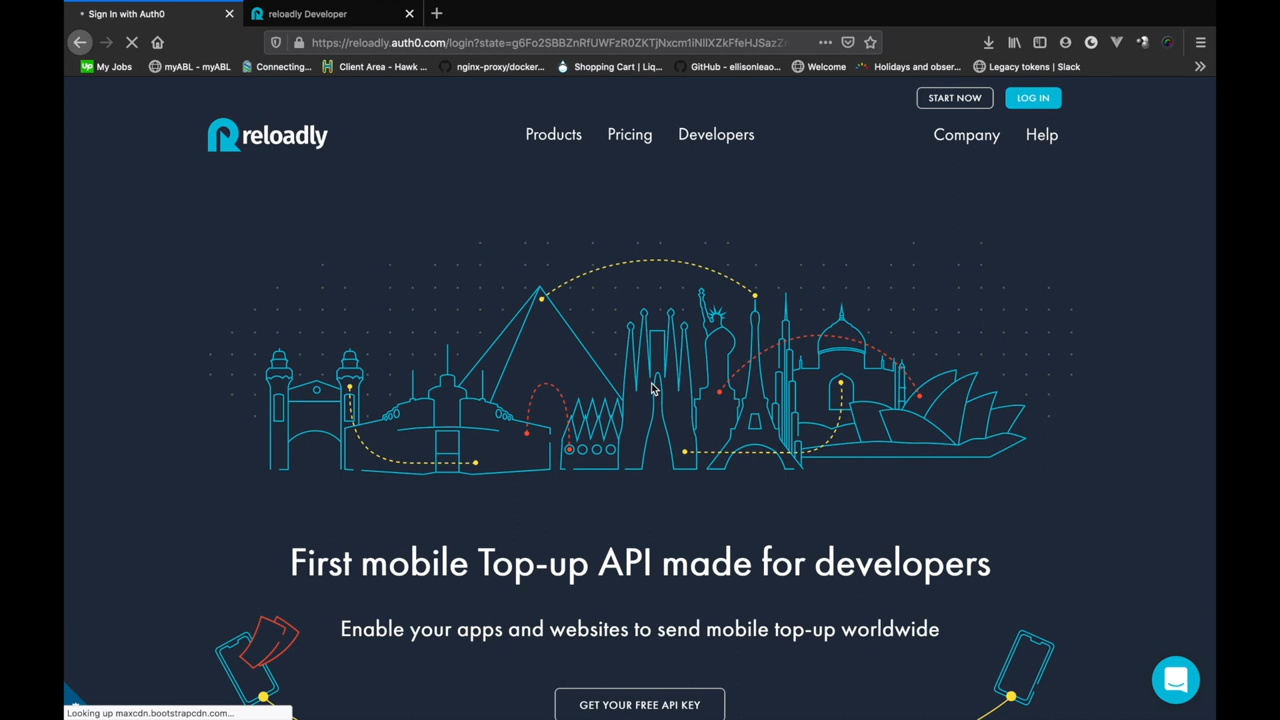 Sign In with Auth0
reloadly Developer
https://reloadly.auth0.com/login?state=g6Fo2SBBZnRfUWFzR0ZKTjNxcm1iNllXZkFfeHJSazZn
My Jobs
myABL - myABL
Connecting...
Client Area - Hawk ...
nginx-proxy/docker...
Shopping Cart | Liq...
GitHub - ellisonleao...
Welcome
Holidays and obser...
Legacy tokens | Slack
START NOW
LOG IN
reloadly
Products
Pricing
Developers
Company
Help
First mobile Top-up API made for developers
Enable your apps and websites to send mobile top-up worldwide
GET YOUR FREE API KEY
Looking up maxcdn.bootstrapcdn.com...